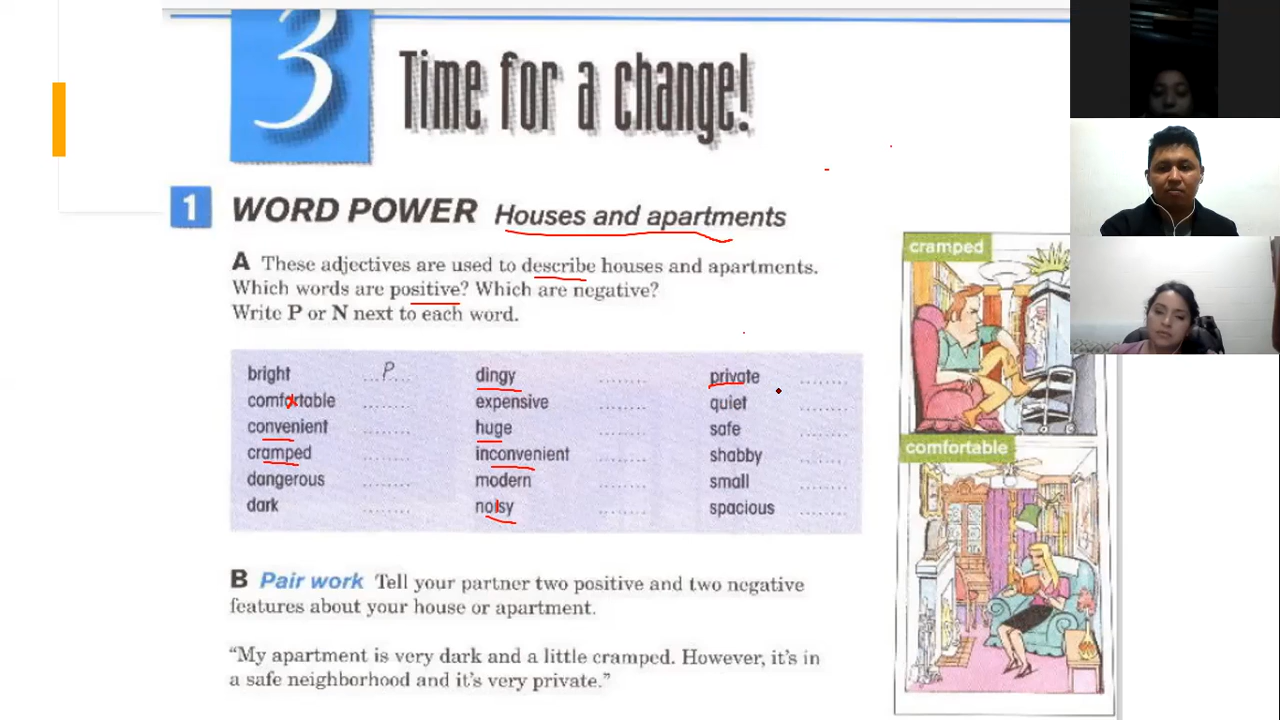 3
Time for a change!
1 WORD POWER Houses and apartments
A These adjectives are used to describe houses and apartments.
Which words are positive? Which are negative?
Write P or N next to each word.
bright ...P... dingy ........ private ........
comfortable ........ expensive ........ quiet ........
convenient ........ huge ........ safe ........
cramped ........ inconvenient ........ shabby ........
dangerous ........ modern ........ small ........
dark ........ noisy ........ spacious ........
B Pair work Tell your partner two positive and two negative
features about your house or apartment.
“My apartment is very dark and a little cramped. However, it’s in
a safe neighborhood and it’s very private.”
cramped
comfortable